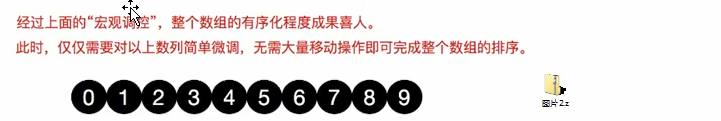 经过上面的“宏观调控”，整个数组的有序化程度成果喜人。
此时，仅仅需要对以上数列简单微调，无需大量移动操作即可完成整个数组的排序。
0 1 2 3 4 5 6 7 8 9
图片2.z